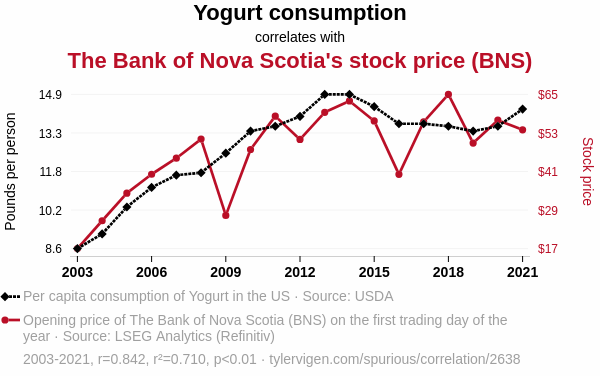 Yogurt consumption
correlates with
The Bank of Nova Scotia's stock price (BNS)
14.9
13.3
11.8
10.2
8.6
Pounds per person
$65
$53
$41
$29
$17
Stock price
2003 2006 2009 2012 2015 2018 2021
Per capita consumption of Yogurt in the US · Source: USDA
Opening price of The Bank of Nova Scotia (BNS) on the first trading day of the
year · Source: LSEG Analytics (Refinitiv)
2003-2021, r=0.842, r²=0.710, p<0.01 · tylervigen.com/spurious/correlation/2638